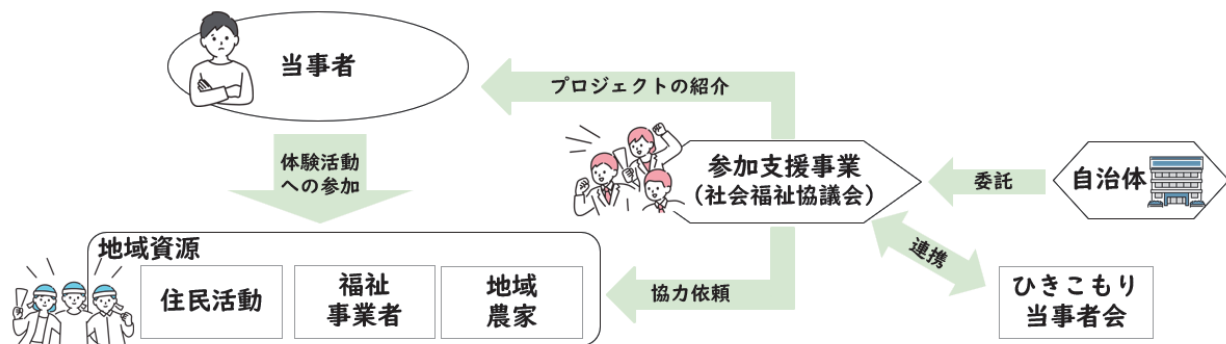 当事者
プロジェクトの紹介
体験活動
への参加
参加支援事業
(社会福祉協議会)
委託
自治体
連携
協力依頼
地域資源
住民活動
福祉
事業者
地域
農家
ひきこもり
当事者会